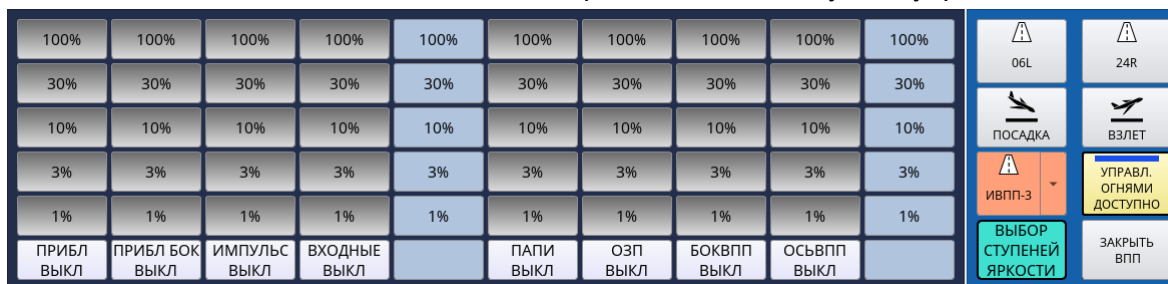 100% 100% 100% 100% 100% 100% 100% 100% 100% 100%
30% 30% 30% 30% 30% 30% 30% 30% 30% 30%
10% 10% 10% 10% 10% 10% 10% 10% 10% 10%
3% 3% 3% 3% 3% 3% 3% 3% 3% 3%
1% 1% 1% 1% 1% 1% 1% 1% 1% 1%
ПРИБЛ ПРИБЛ БОК ИМПУЛЬС ВХОДНЫЕ ПАПИ ОЗП БОКВПП ОСЬВПП
ВЫКЛ ВЫКЛ ВЫКЛ ВЫКЛ ВЫКЛ ВЫКЛ ВЫКЛ ВЫКЛ
06L 24R
ПОСАДКА ВЗЛЕТ
ИВПП-3
УПРАВЛ.
ОГНЯМИ
ДОСТУПНО
ВЫБОР
СТУПЕНЕЙ
ЯРКОСТИ
ЗАКРЫТЬ
ВПП